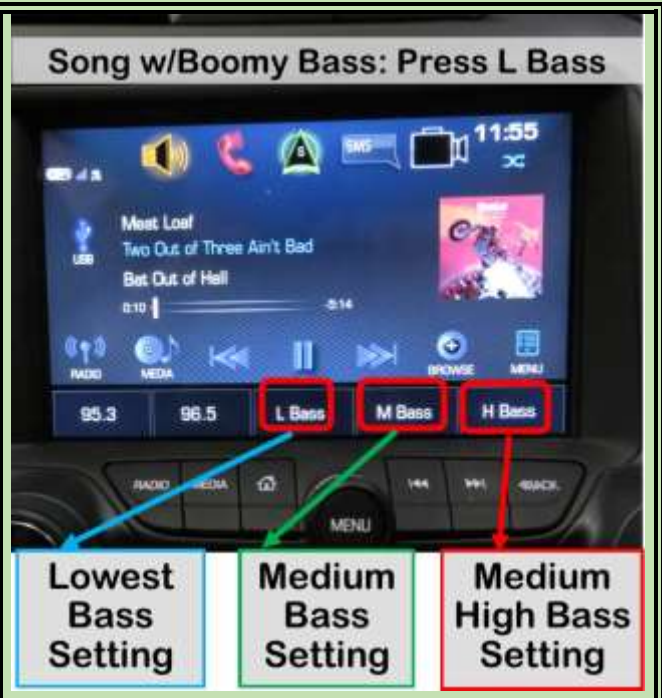 Song w/Boomy Bass: Press L Bass
SMS
11:55
Meat Loaf
USB
Two Out of Three Ain't Bad
Bat Out of Hell
0:10
-5:14
RADIO
MEDIA
BROWSE
MENU
95.3
96.5
L Bass
M Bass
H Bass
RADIO
MEDIA
BACK
MENU
Lowest
Bass
Setting
Medium
Bass
Setting
Medium
High Bass
Setting